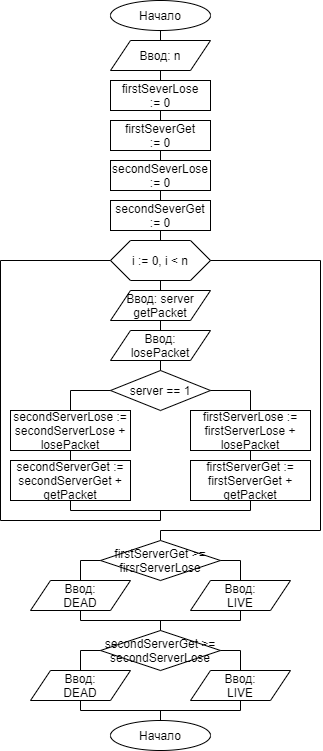 Начало
Ввод: n
firstSeverLose
:= 0
firstSeverGet
:= 0
secondSeverLose
:= 0
secondSeverGet
:= 0
i := 0, i < n
Ввод: server
getPacket
Ввод:
losePacket
server == 1
secondServerLose :=
secondServerLose +
losePacket
firstServerLose :=
firstServerLose +
losePacket
secondServerGet :=
secondServerGet +
getPacket
firstServerGet :=
firstServerGet +
getPacket
firstServerGet >=
firsrServerLose
Ввод:
DEAD
Ввод:
LIVE
secondServerGet >=
secondServerLose
Ввод:
DEAD
Ввод:
LIVE
Начало